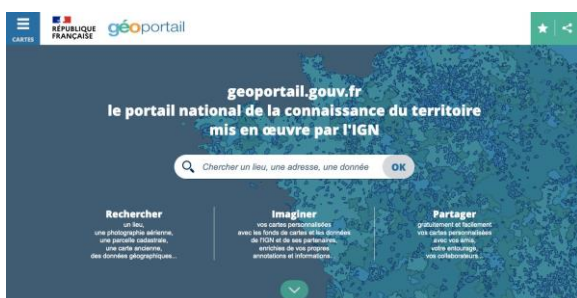 CARTES
RÉPUBLIQUE
FRANÇAISE
géoportail
geoportail.gouv.fr
le portail national de la connaissance du territoire
mis en œuvre par l'IGN
Chercher un lieu, une adresse, une donnée
OK
Rechercher
un lieu,
une photographie aérienne,
une parcelle cadastrale,
une carte ancienne,
des données géographiques...
Imaginer
vos cartes personnalisées
avec les fonds de cartes et les données
de l'IGN et de ses partenaires,
enrichies de vos propres
annotations et informations...
Partager
gratuitement et facilement
vos cartes personnalisées
avec vos amis,
votre entourage,
vos collaborateurs...